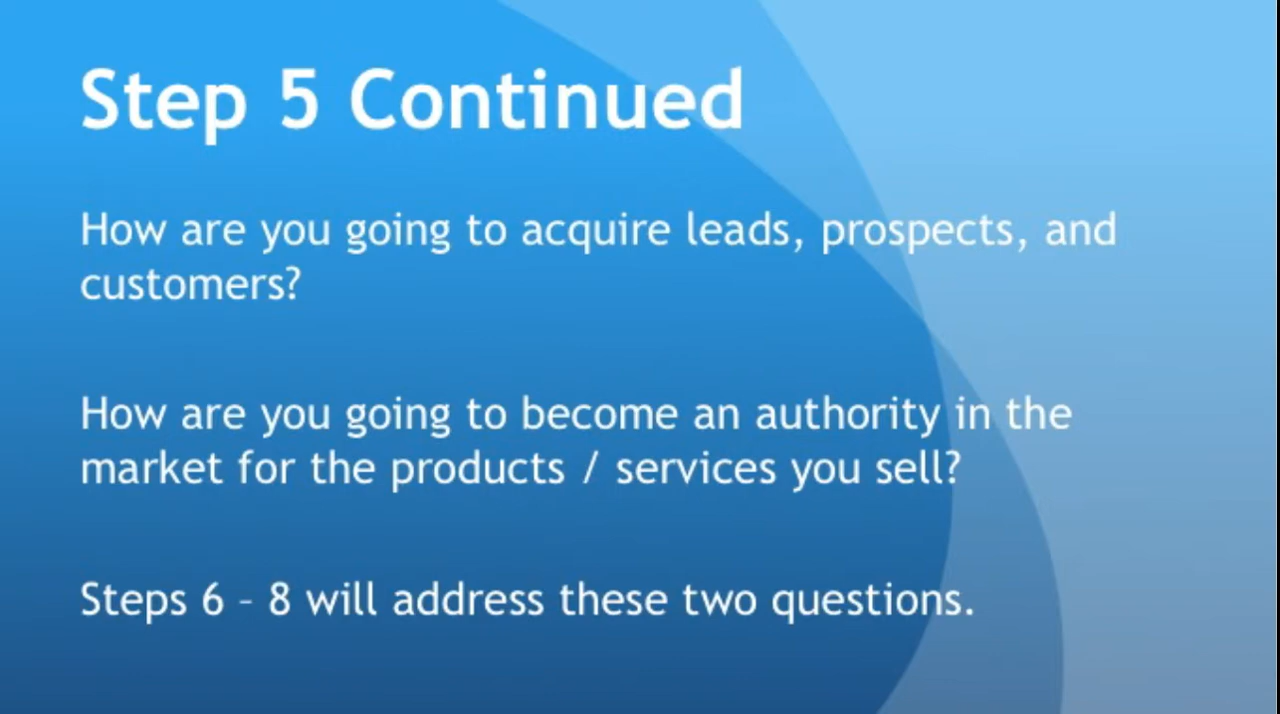 Step 5 Continued
How are you going to acquire leads, prospects, and
customers?
How are you going to become an authority in the
market for the products / services you sell?
Steps 6 – 8 will address these two questions.